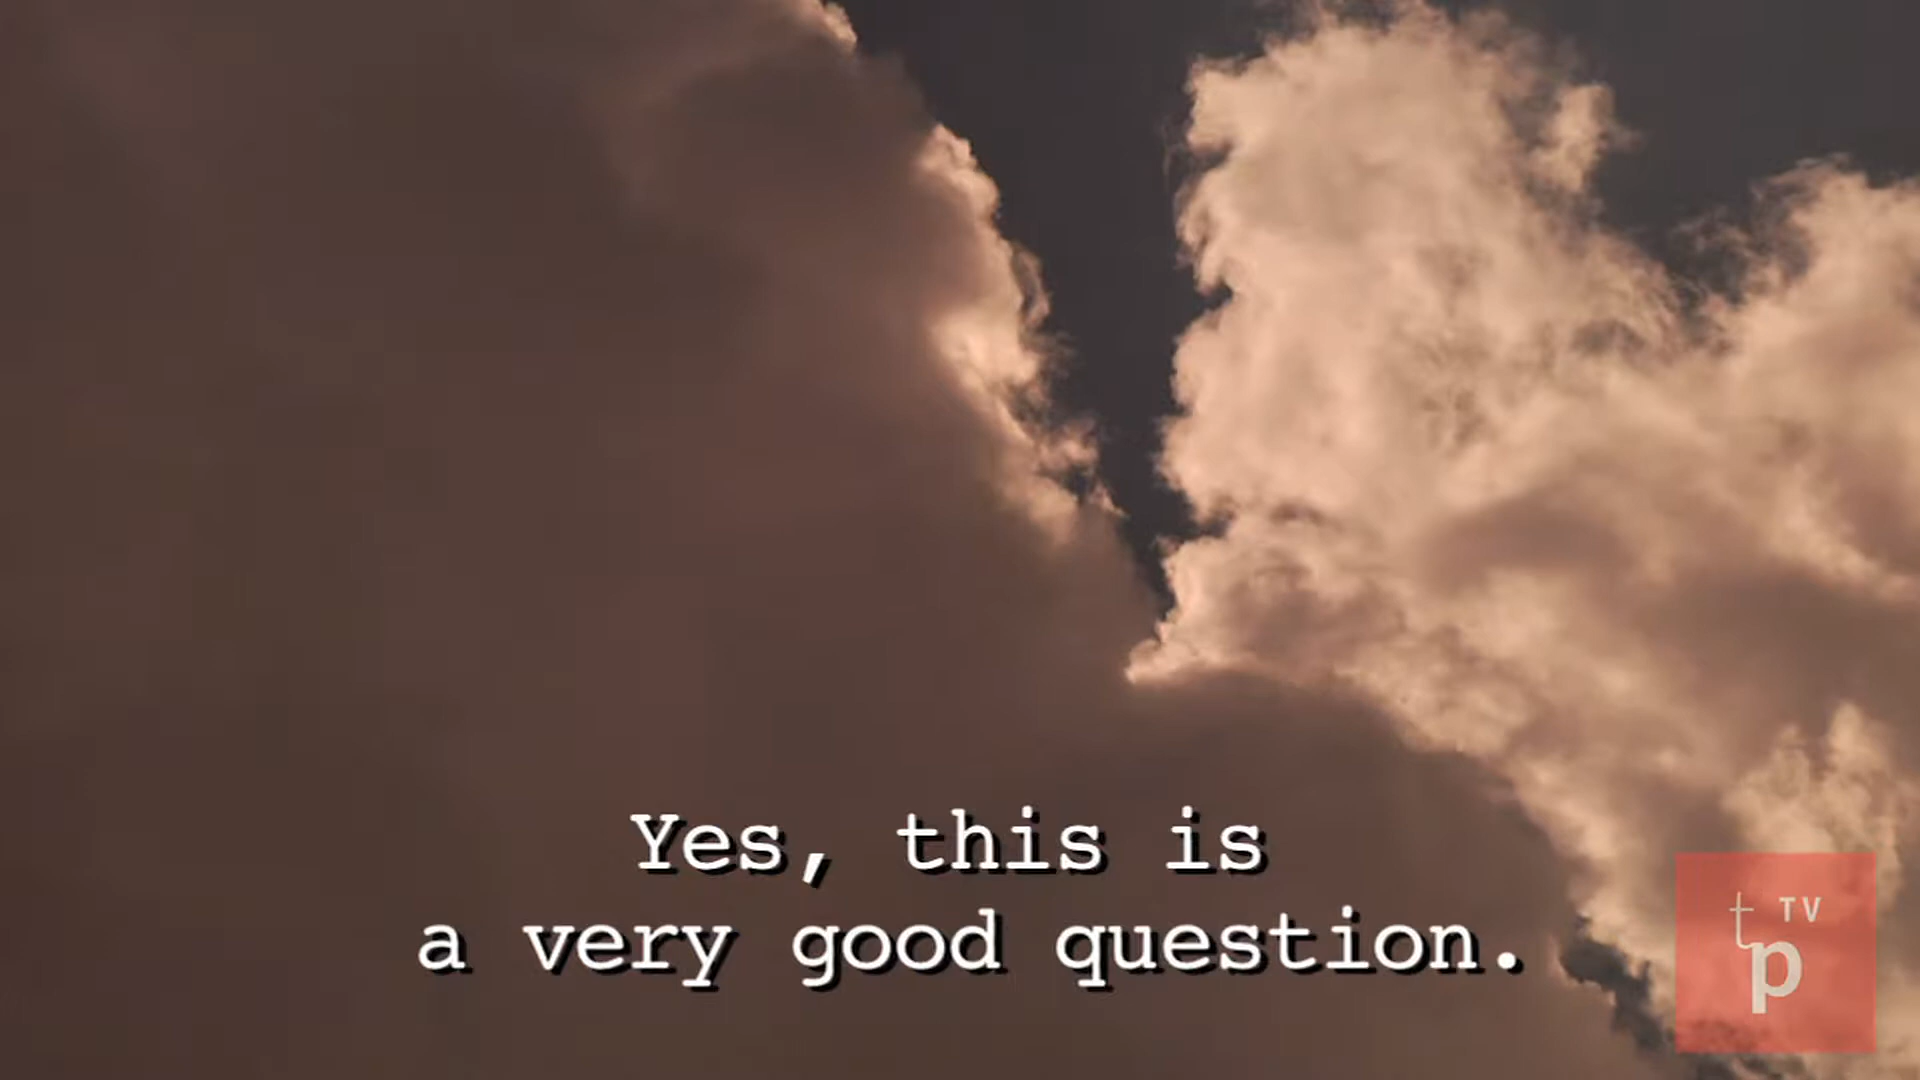 Yes, this is
a very good question.
TV
tp